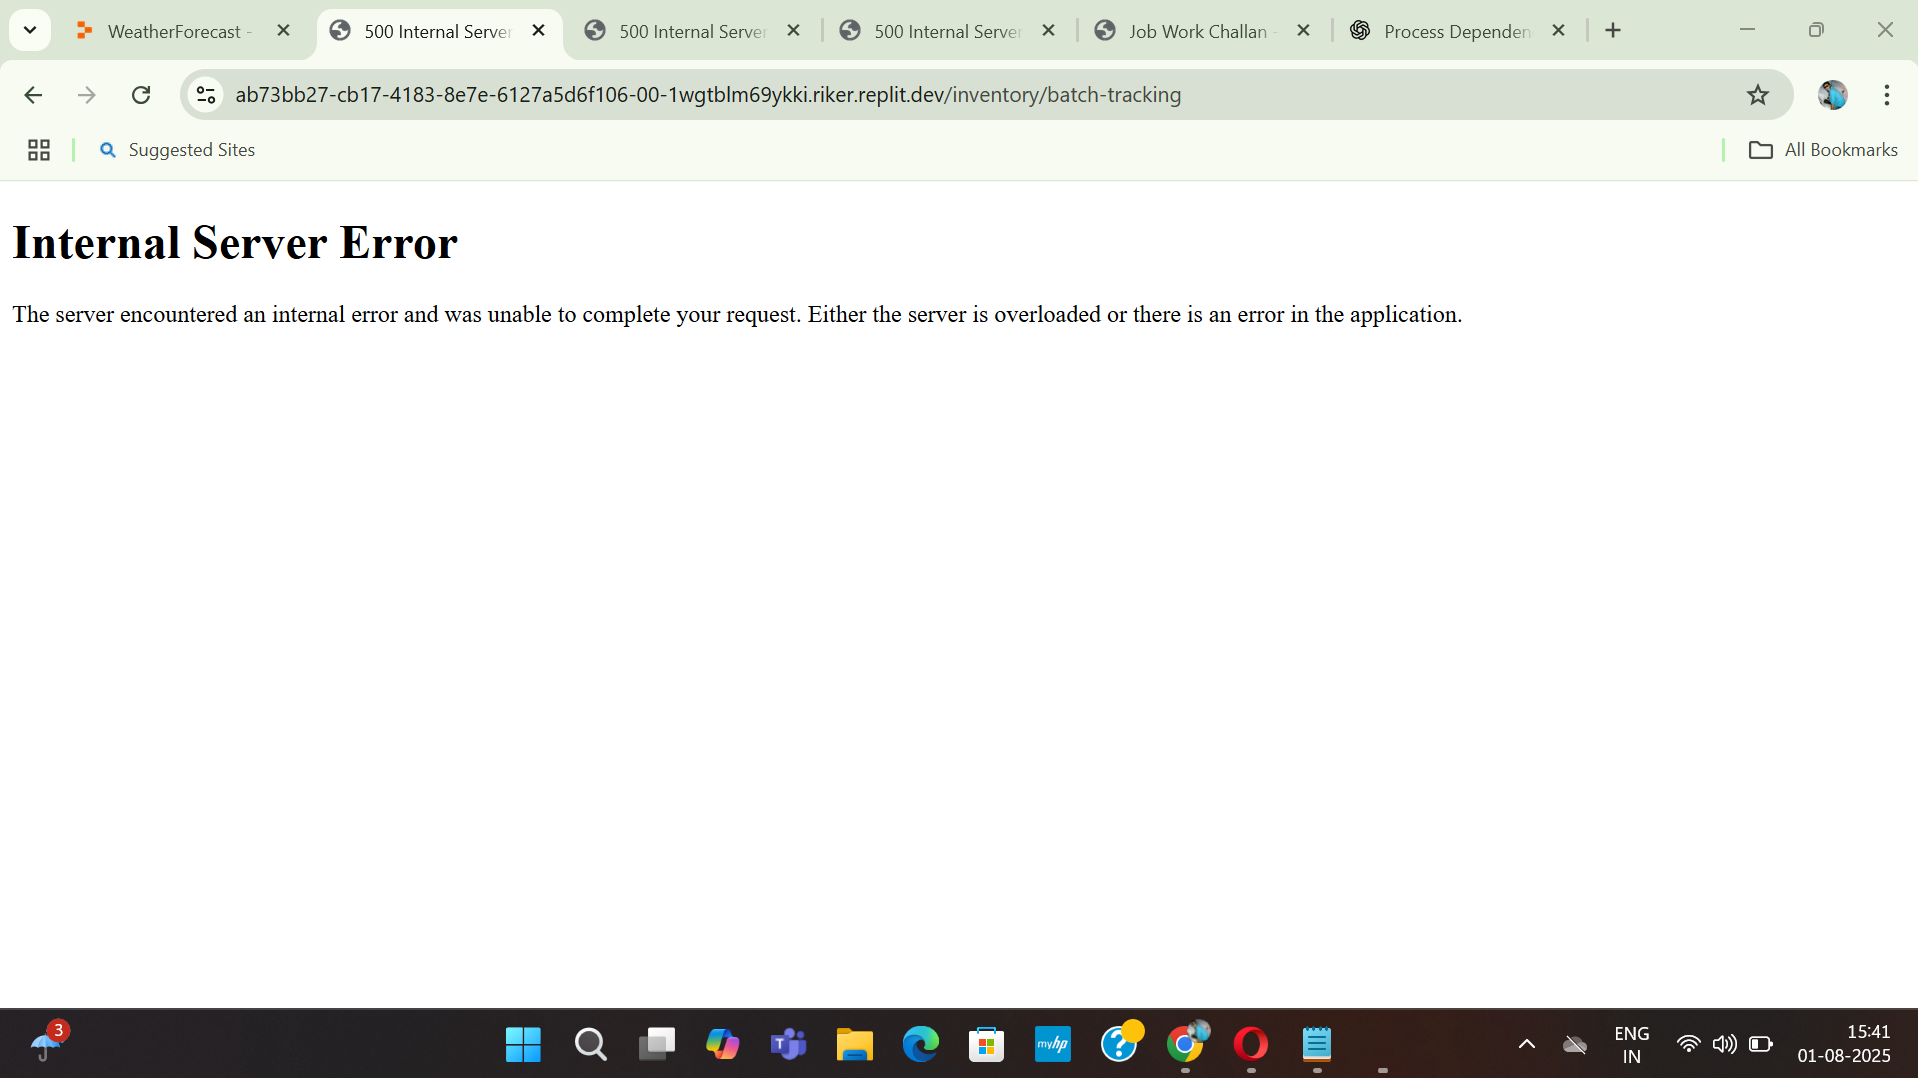 WeatherForecast -
500 Internal Server
500 Internal Server
500 Internal Server
Job Work Challan -
Process Dependen
ab73bb27-cb17-4183-8e7e-6127a5d6f106-00-1wgtblm69ykki.riker.replit.dev/inventory/batch-tracking
Suggested Sites
All Bookmarks
Internal Server Error
The server encountered an internal error and was unable to complete your request. Either the server is overloaded or there is an error in the application.
3
T
myhp
?
ENG
IN
15:41
01-08-2025